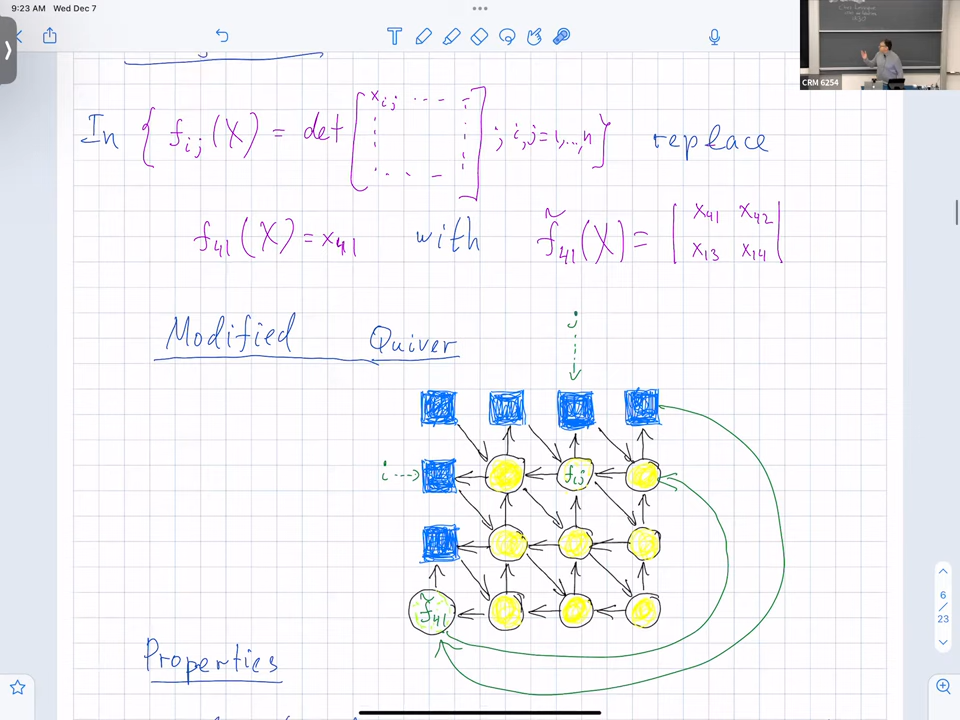 9:23 AM Wed Dec 7
CRM 6254
In { f_ij(X) = det [ x_ij ... ] ; i,j=1,...,n } replace
f_41(X) = x_41 with f̃_41(X) = | x_41 x_42
x_13 x_14 |
Modified Quiver
j
i
f_ij
f̃_41
Properties
6
/
23